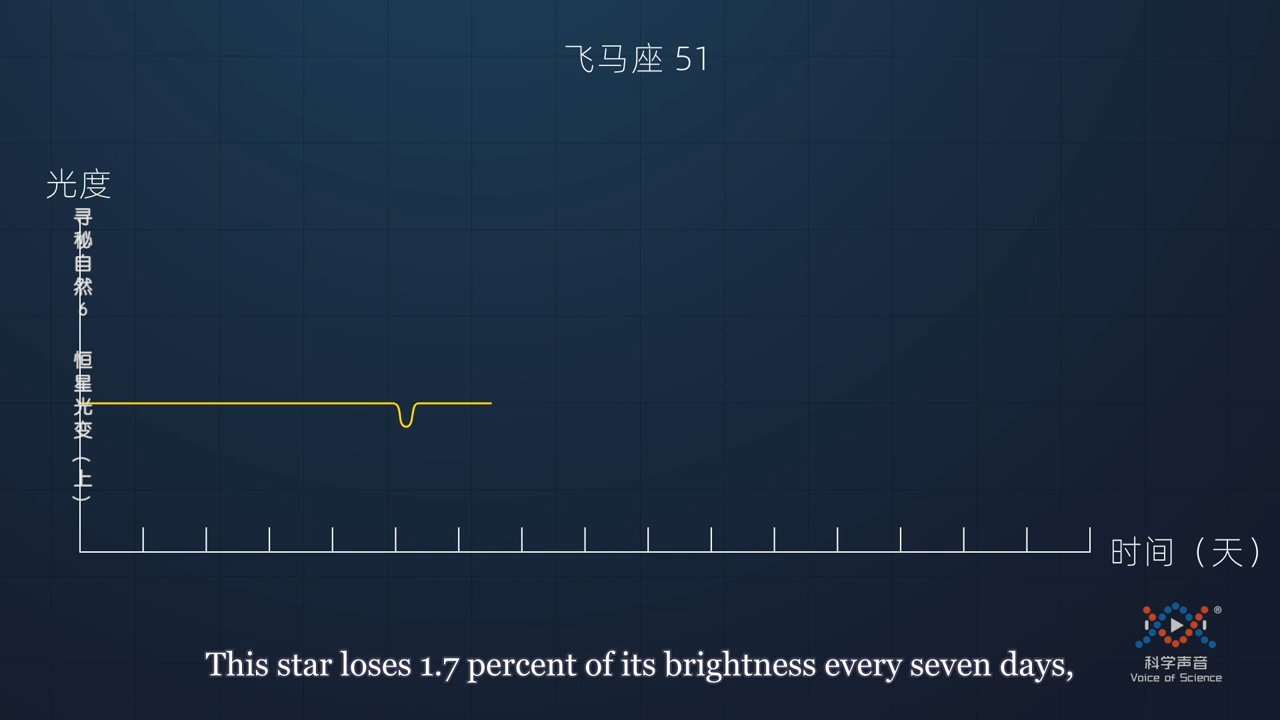 飞马座 51
光度
寻秘自然6 恒星光变（上）
时间（天）
This star loses 1.7 percent of its brightness every seven days,
科学声音
Voice of Science
®